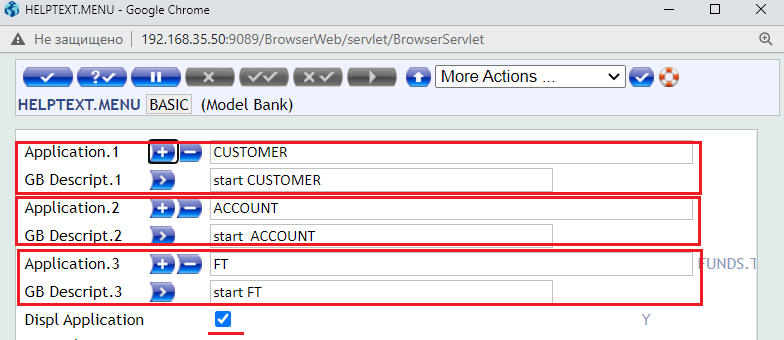 HELPTEXT.MENU - Google Chrome
Не защищено 192.168.35.50:9089/BrowserWeb/servlet/BrowserServlet
More Actions ...
HELPTEXT.MENU BASIC (Model Bank)
Application.1 CUSTOMER
GB Descript.1 start CUSTOMER
Application.2 ACCOUNT
GB Descript.2 start ACCOUNT
Application.3 FT FUNDS.T
GB Descript.3 start FT
Displ Application Y